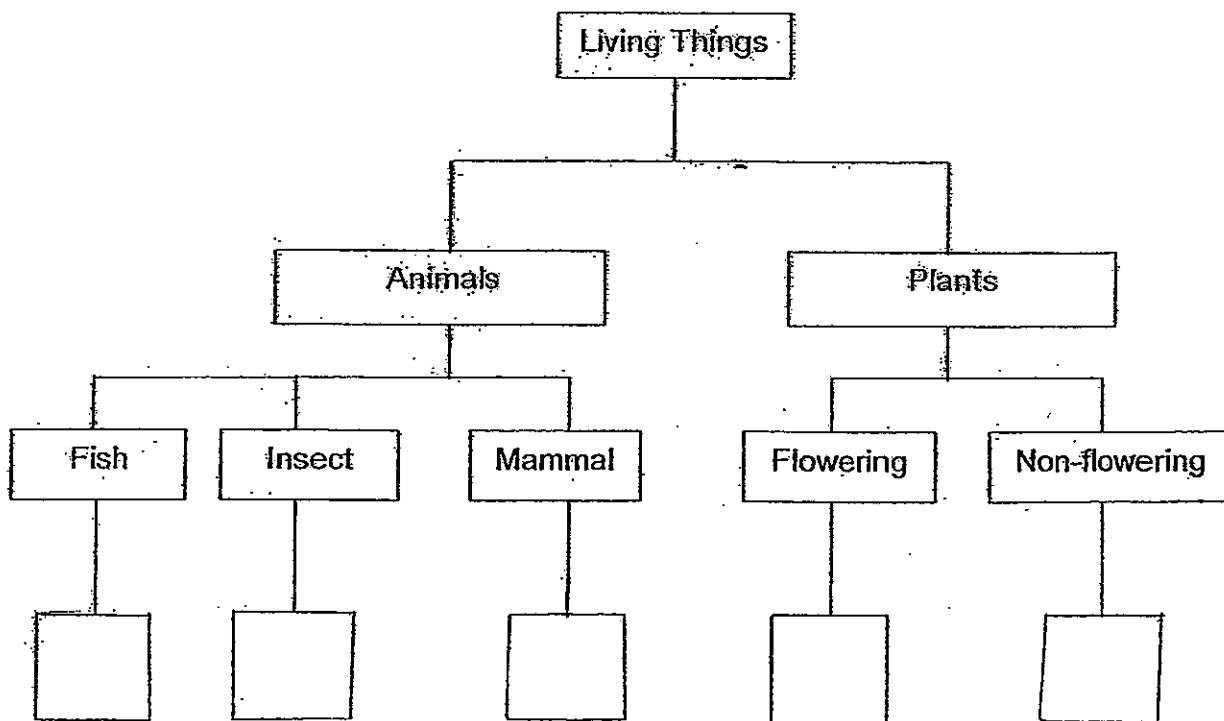 Living Things
Animals
Plants
Fish
Insect
Mammal
Flowering
Non-flowering